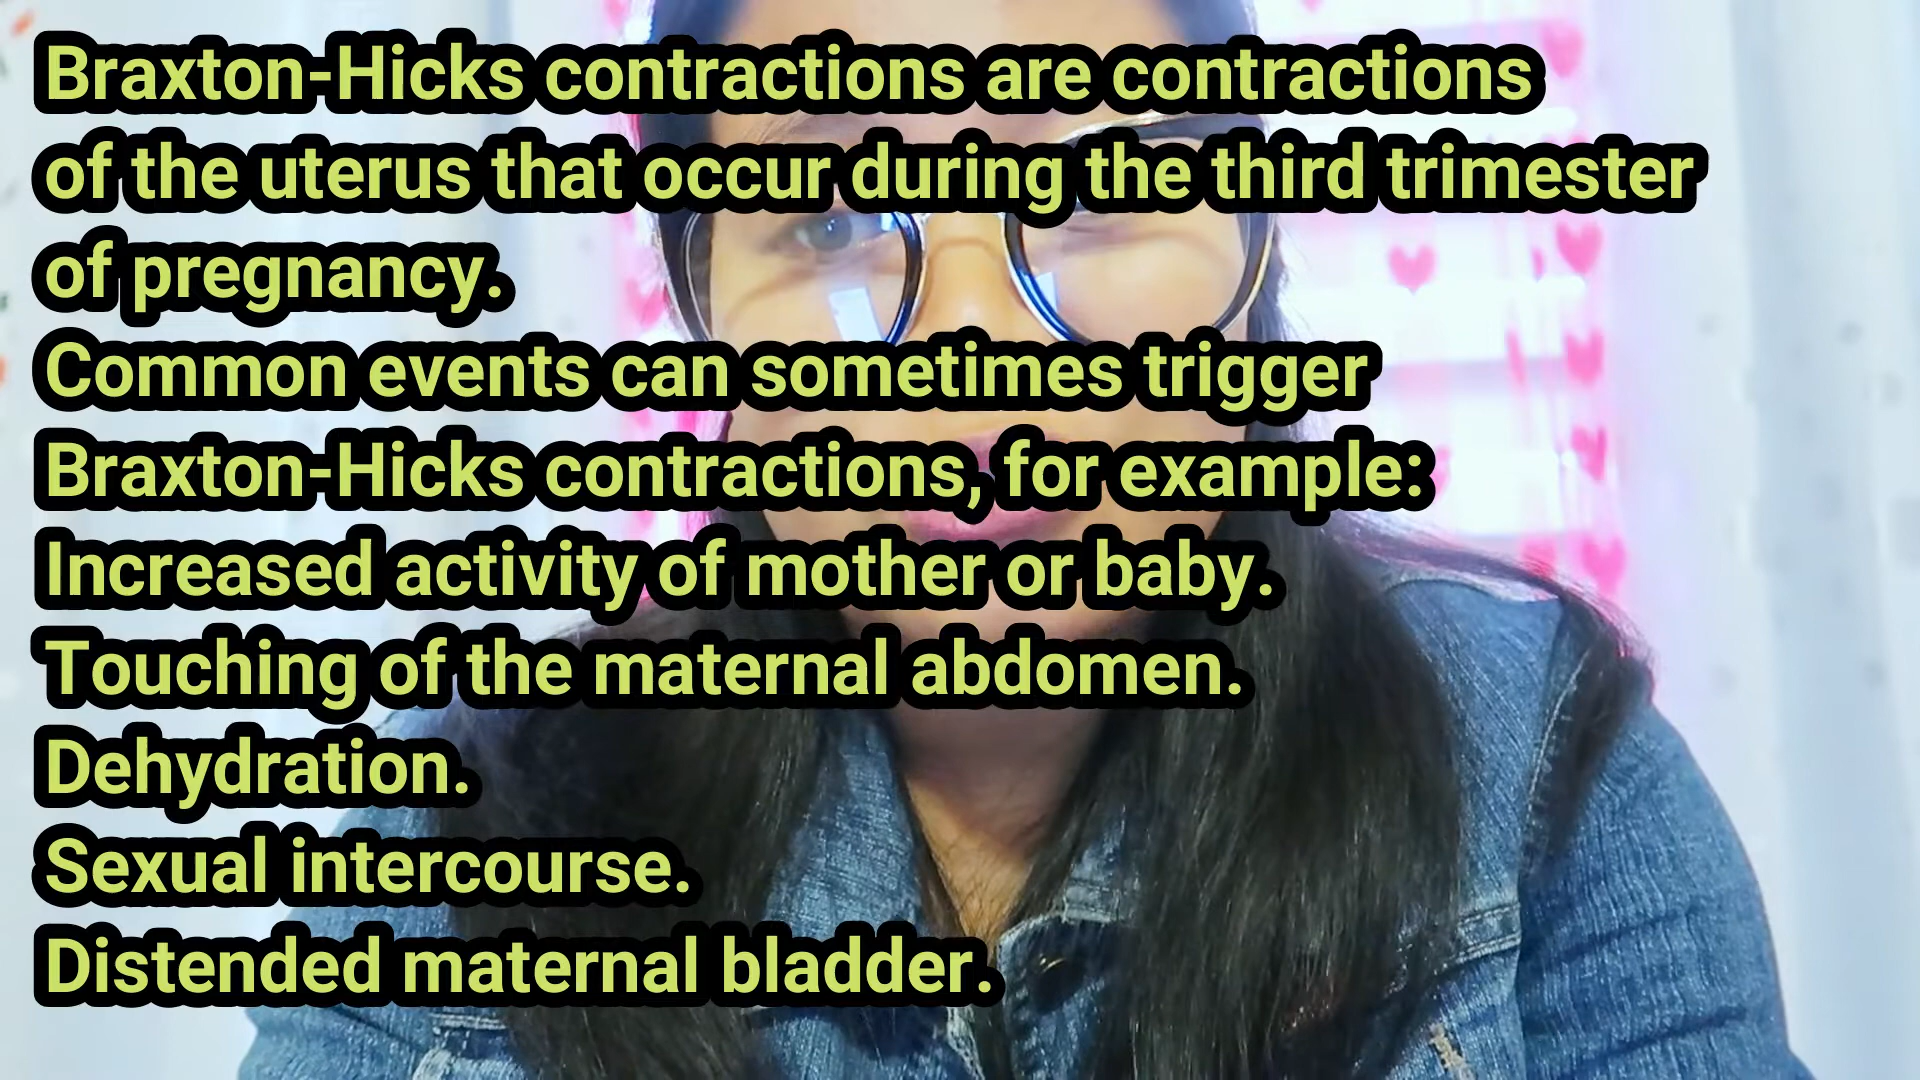 Braxton-Hicks contractions are contractions
of the uterus that occur during the third trimester
of pregnancy.
Common events can sometimes trigger
Braxton-Hicks contractions, for example:
Increased activity of mother or baby.
Touching of the maternal abdomen.
Dehydration.
Sexual intercourse.
Distended maternal bladder.